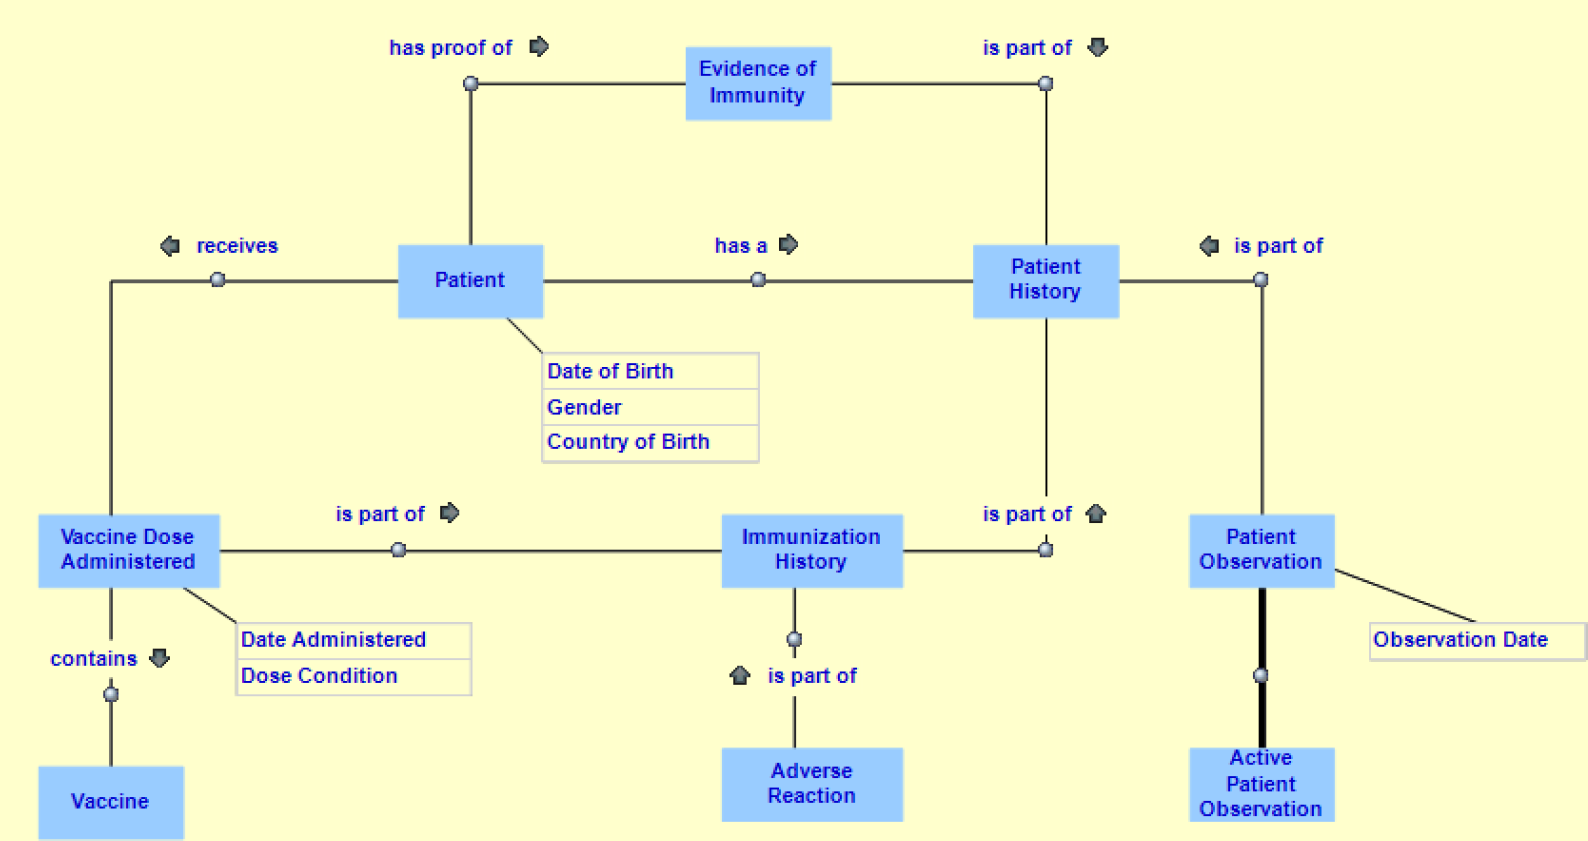 has proof of
is part of
Evidence of
Immunity
receives
has a
is part of
Patient
Patient
History
Date of Birth
Gender
Country of Birth
is part of
is part of
Vaccine Dose
Administered
Immunization
History
Patient
Observation
Date Administered
Dose Condition
Observation Date
contains
is part of
Vaccine
Adverse
Reaction
Active
Patient
Observation